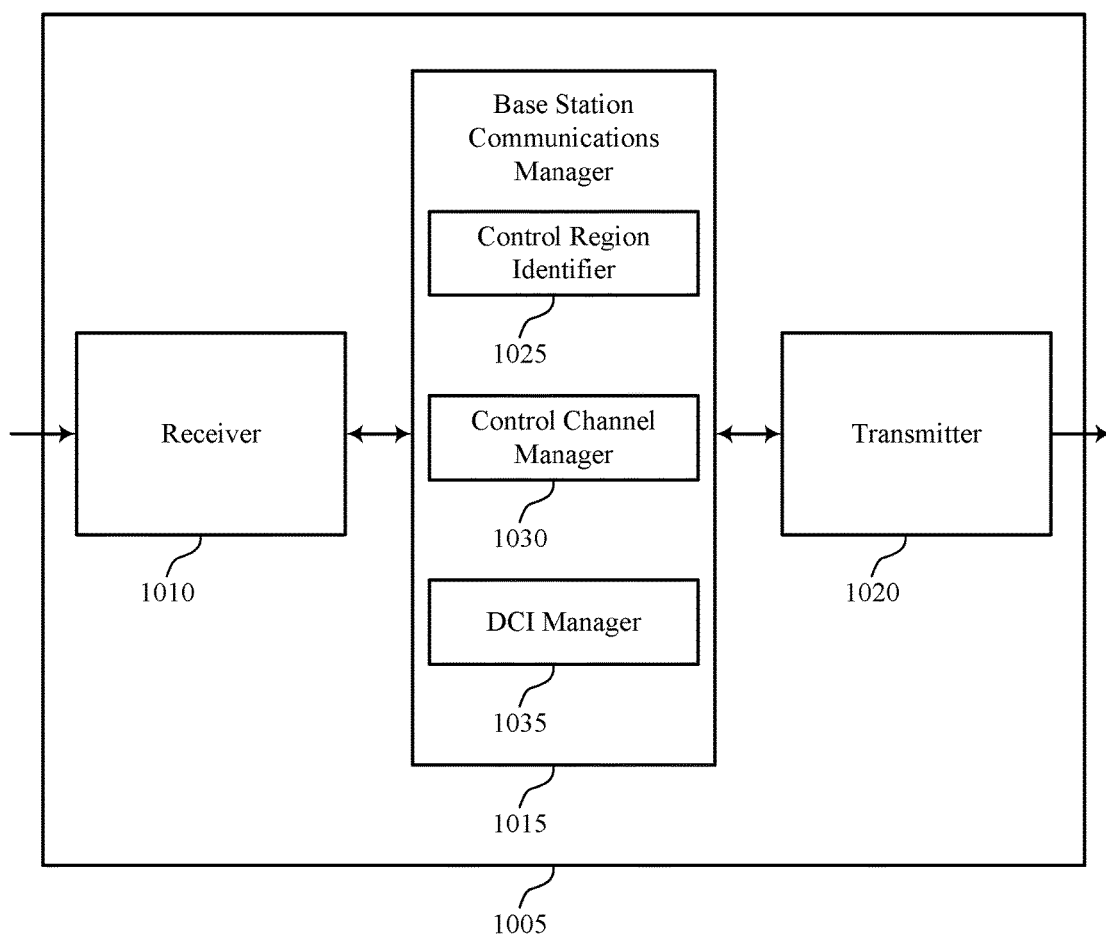 Base Station
Communications
Manager
Control Region
Identifier
1025
Receiver
1010
Control Channel
Manager
1030
Transmitter
1020
DCI Manager
1035
1015
1005